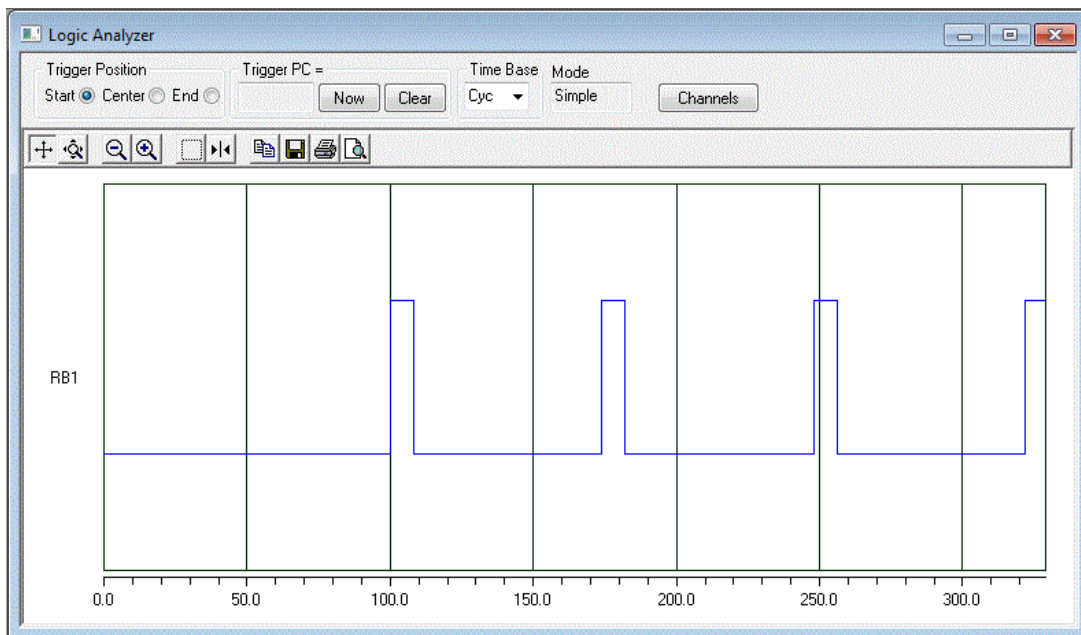 Logic Analyzer
Trigger Position
Start Center End
Trigger PC =
Now Clear
Time Base
Cyc
Mode
Simple
Channels
RB1
0.0 50.0 100.0 150.0 200.0 250.0 300.0